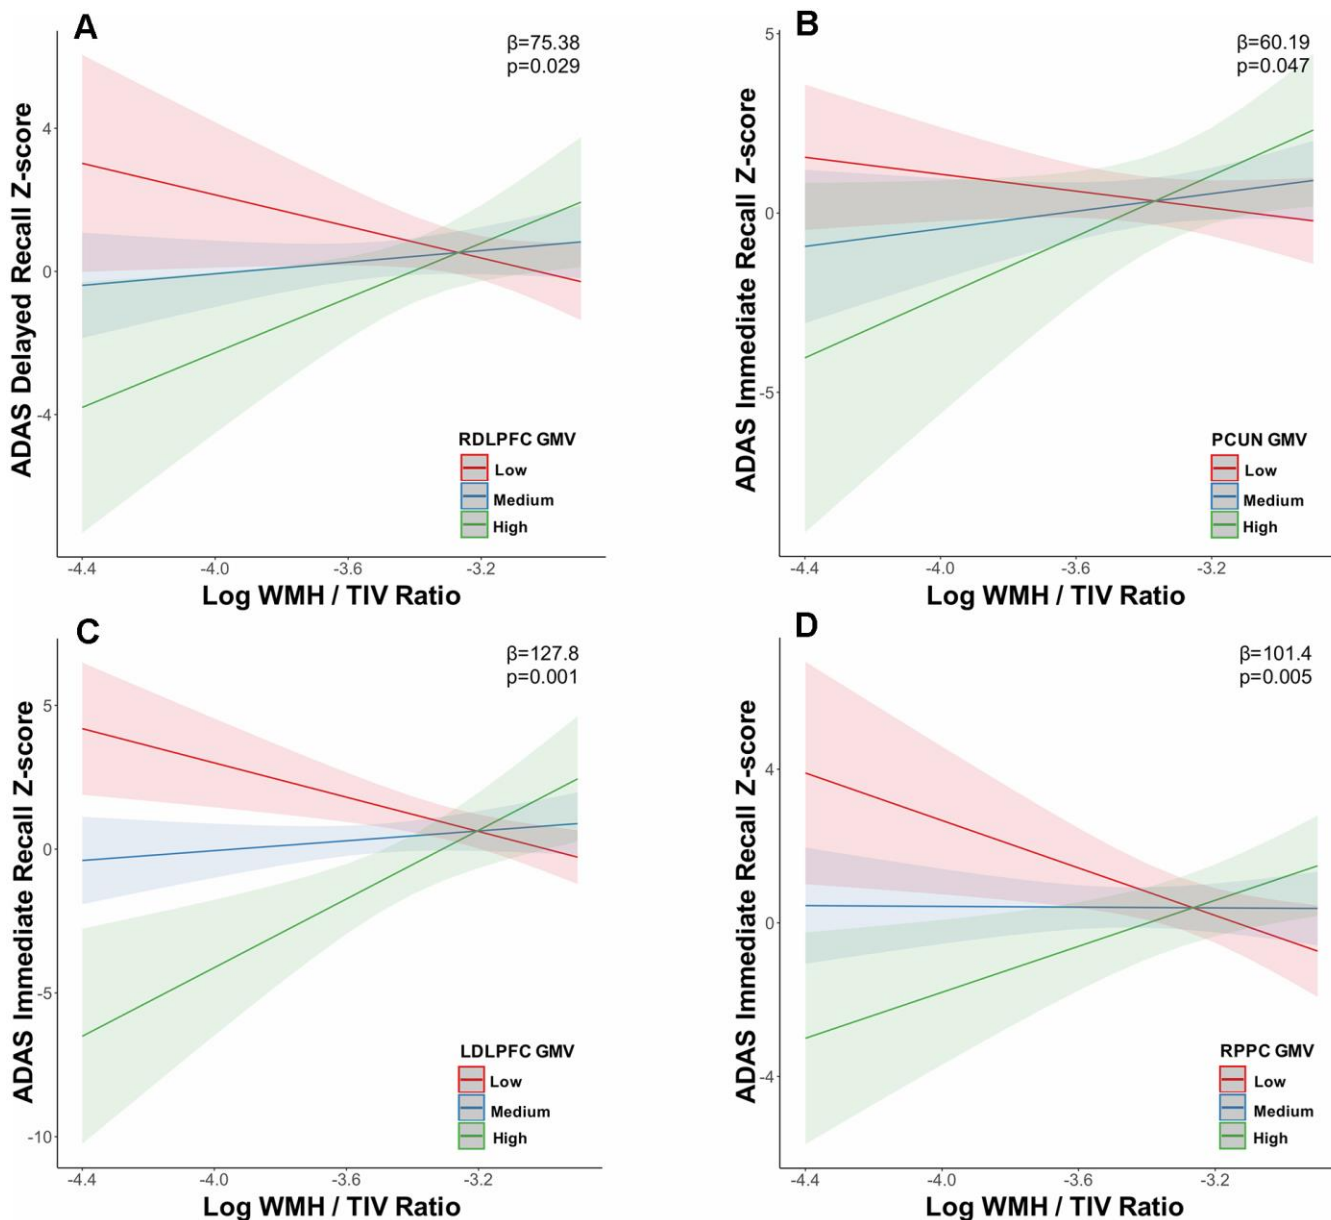 A
β=75.38
p=0.029
ADAS Delayed Recall Z-score
4
0
-4
RDLPFC GMV
Low
Medium
High
-4.4
-4.0
-3.6
-3.2
Log WMH / TIV Ratio
B
β=60.19
p=0.047
ADAS Immediate Recall Z-score
5
0
-5
PCUN GMV
Low
Medium
High
-4.4
-4.0
-3.6
-3.2
Log WMH / TIV Ratio
C
β=127.8
p=0.001
ADAS Immediate Recall Z-score
5
0
-5
-10
LDLPFC GMV
Low
Medium
High
-4.4
-4.0
-3.6
-3.2
Log WMH / TIV Ratio
D
β=101.4
p=0.005
ADAS Immediate Recall Z-score
4
0
-4
RPPC GMV
Low
Medium
High
-4.4
-4.0
-3.6
-3.2
Log WMH / TIV Ratio